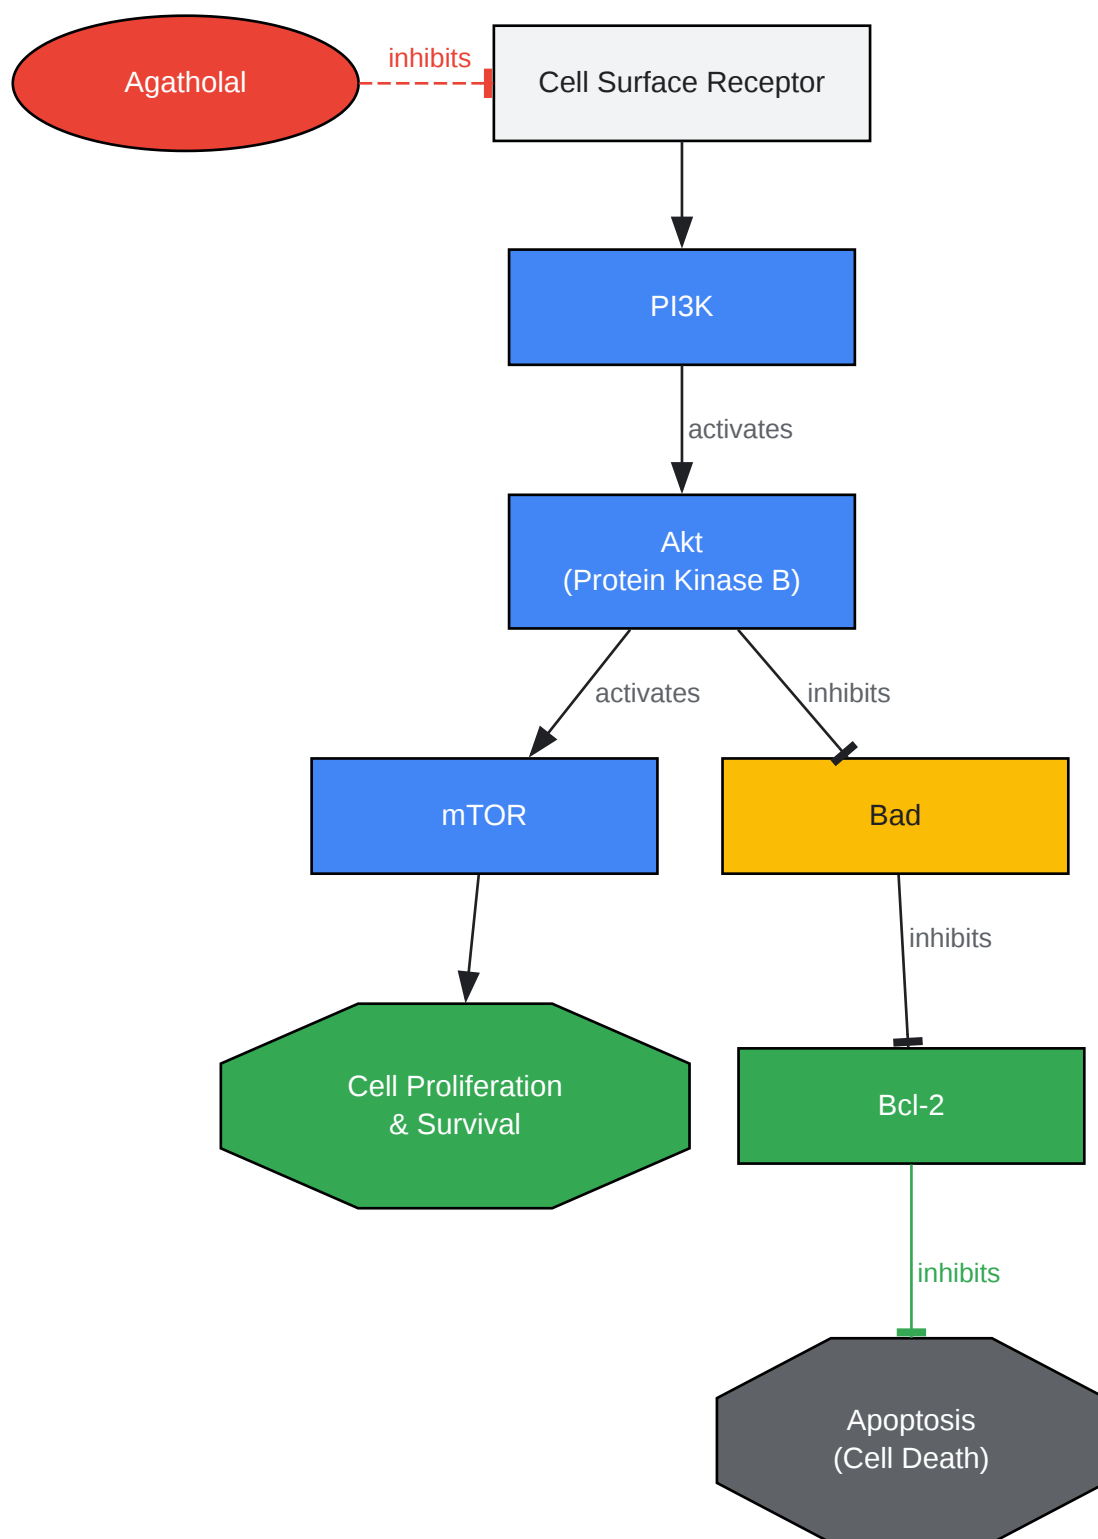 Agatholal
inhibits
Cell Surface Receptor
PI3K
activates
Akt
(Protein Kinase B)
activates
inhibits
mTOR
Bad
inhibits
Cell Proliferation
& Survival
Bcl-2
inhibits
Apoptosis
(Cell Death)